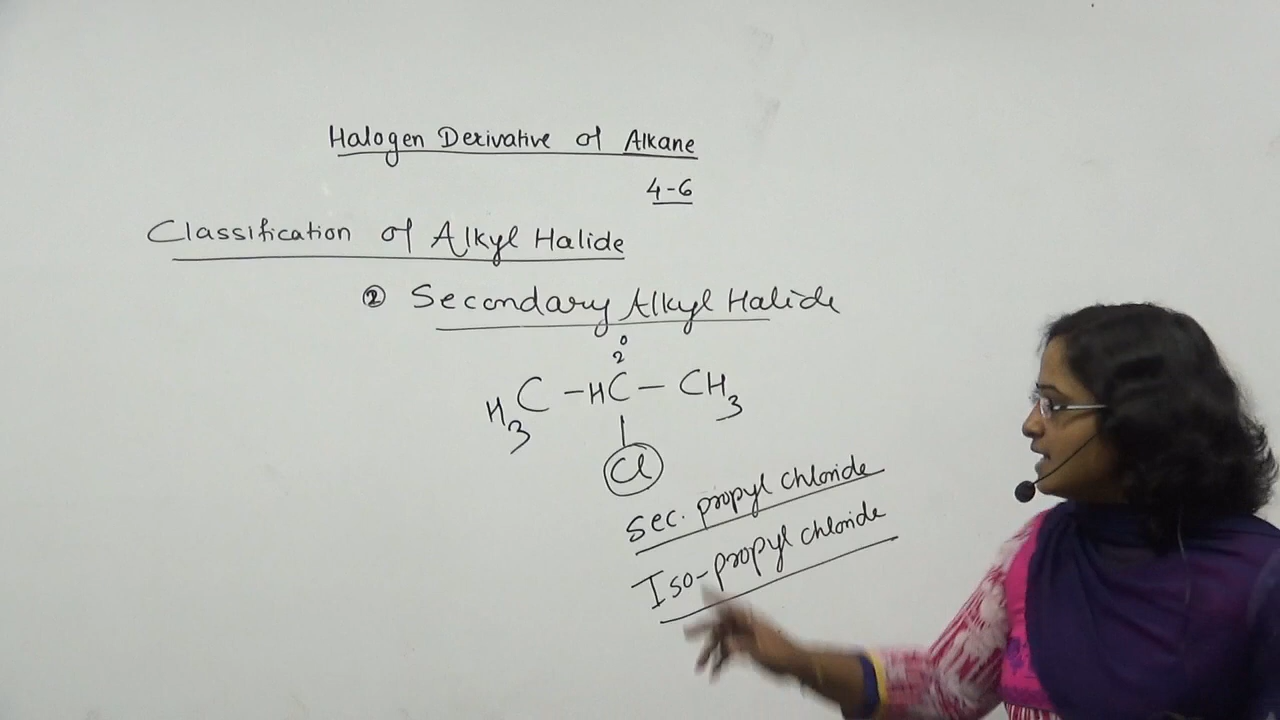 Halogen Derivative of Alkane
4-6
Classification of Alkyl Halide
② Secondary Alkyl Halide
2°
H₃C – HC – CH₃
|
Cl
Sec. propyl chloride
Iso-propyl chloride